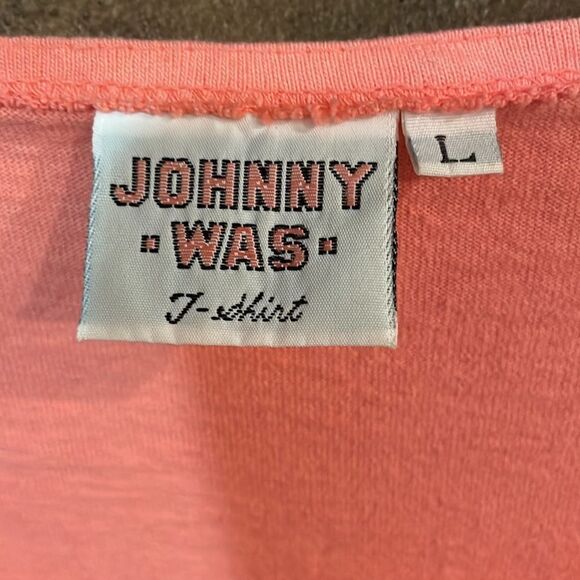 JOHNNY
· WAS ·
T-Shirt
L